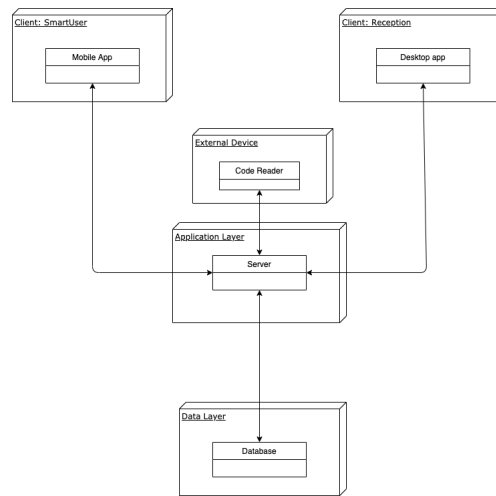 Client: SmartUser
Mobile App
Client: Reception
Desktop app
External Device
Code Reader
Application Layer
Server
Data Layer
Database